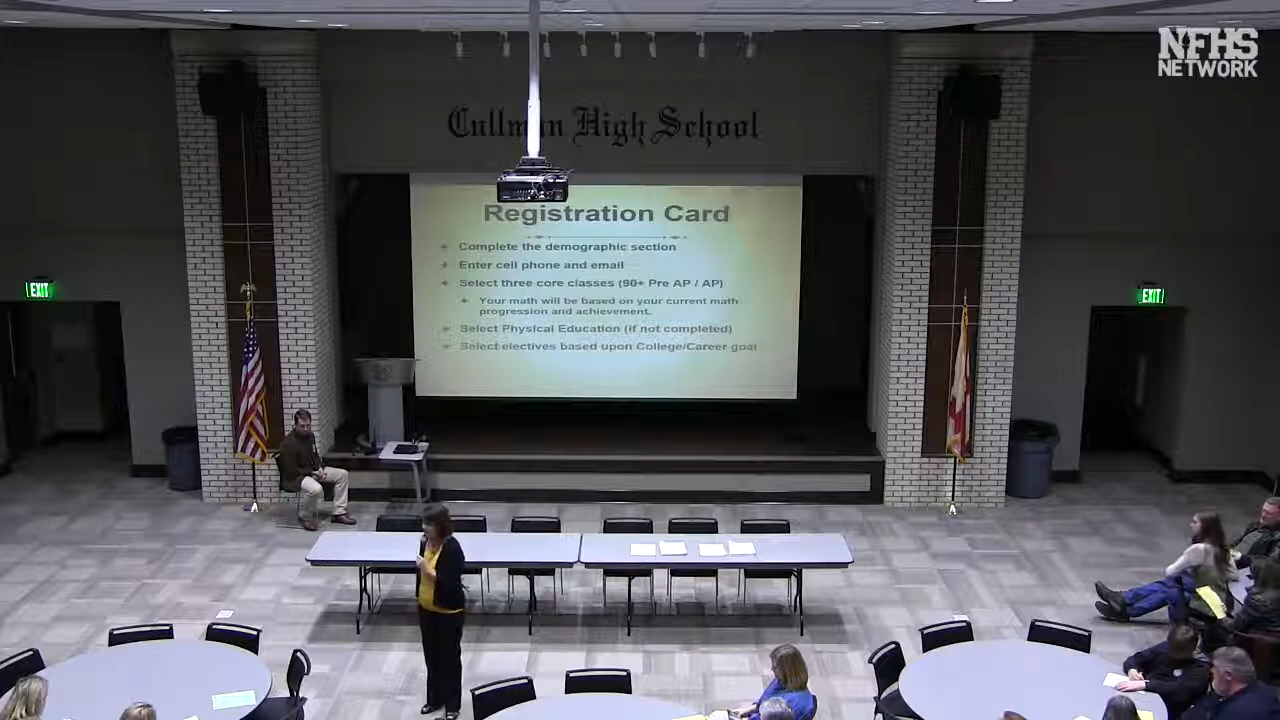 NFHS
NETWORK
Cullman High School
Registration Card
Complete the demographic section
Enter cell phone and email
Select three core classes (90+ Pre AP / AP)
Your math will be based on your current math
progression and achievement.
Select Physical Education (if not completed)
Select electives based upon College/Career goal
EXIT
EXIT